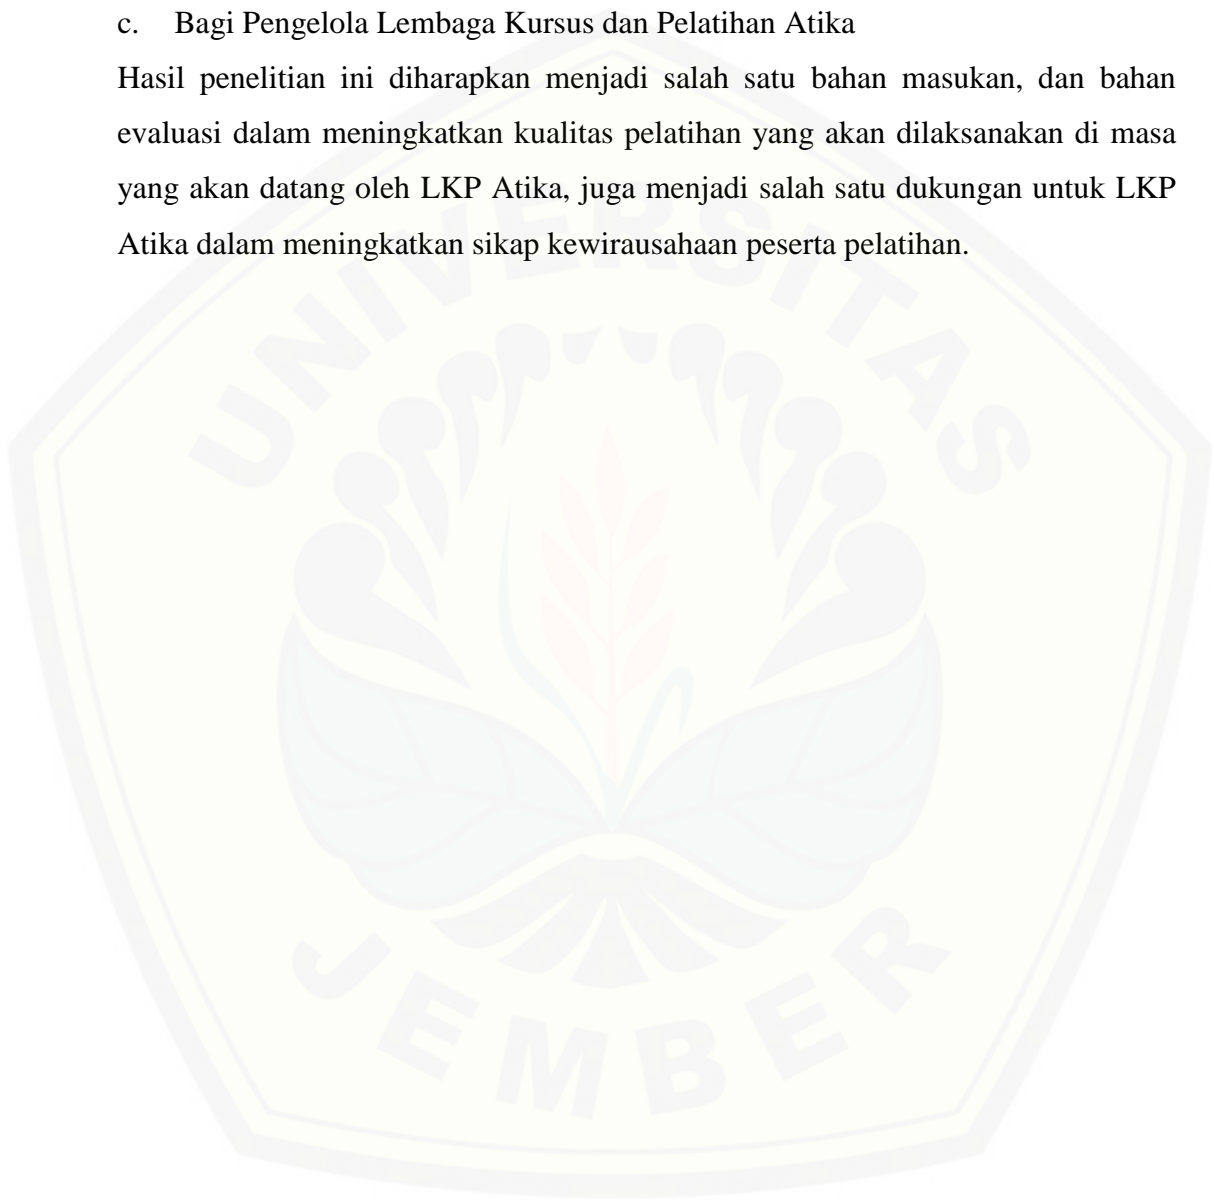 c. Bagi Pengelola Lembaga Kursus dan Pelatihan Atika
Hasil penelitian ini diharapkan menjadi salah satu bahan masukan, dan bahan
evaluasi dalam meningkatkan kualitas pelatihan yang akan dilaksanakan di masa
yang akan datang oleh LKP Atika, juga menjadi salah satu dukungan untuk LKP
Atika dalam meningkatkan sikap kewirausahaan peserta pelatihan.
UNIVERSITAS
JEMBER